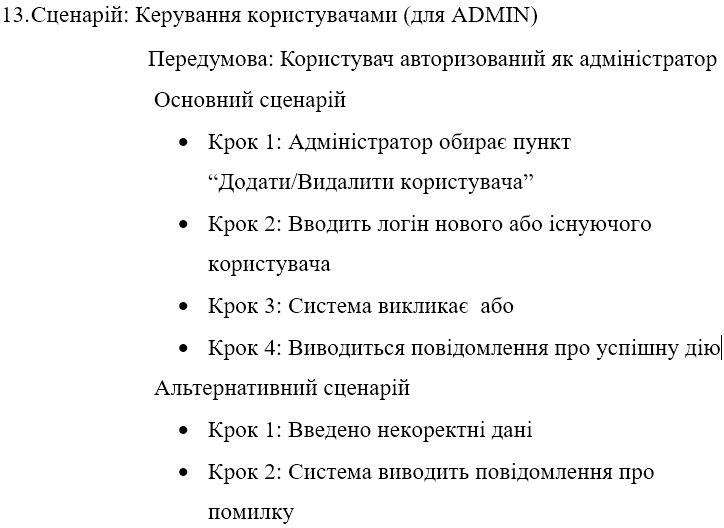 13.Сценарій: Керування користувачами (для ADMIN)
Передумова: Користувач авторизований як адміністратор
Основний сценарій
• Крок 1: Адміністратор обирає пункт
“Додати/Видалити користувача”
• Крок 2: Вводить логін нового або існуючого
користувача
• Крок 3: Система викликає  або
• Крок 4: Виводиться повідомлення про успішну дію
Альтернативний сценарій
• Крок 1: Введено некоректні дані
• Крок 2: Система виводить повідомлення про
помилку